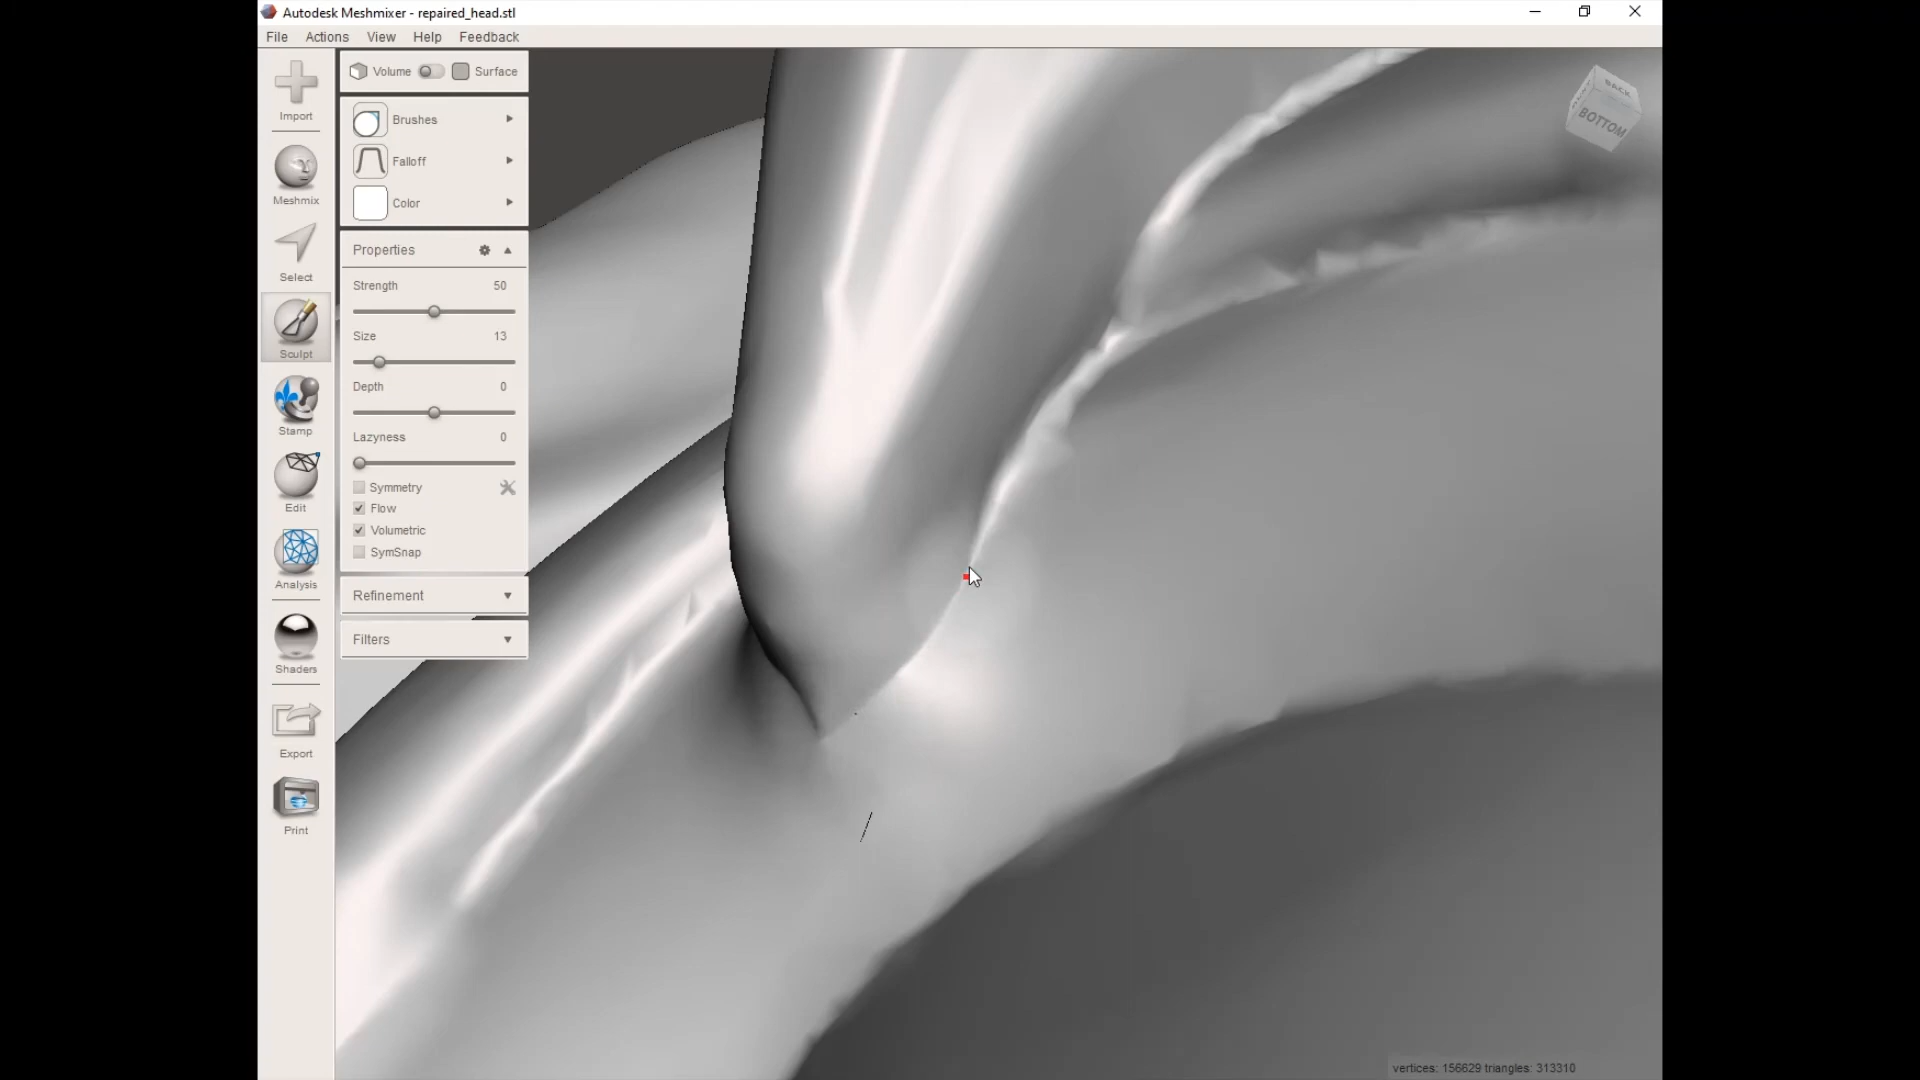 Autodesk Meshmixer - repaired_head.stl
File Actions View Help Feedback
Import
Meshmix
Select
Sculpt
Stamp
Edit
Analysis
Shaders
Export
Print
Volume Surface
Brushes
Falloff
Color
Properties
Strength 50
Size 13
Depth 0
Lazyness 0
Symmetry
Flow
Volumetric
SymSnap
Refinement
Filters
BACK
BOTTOM
vertices: 156629 triangles: 313310